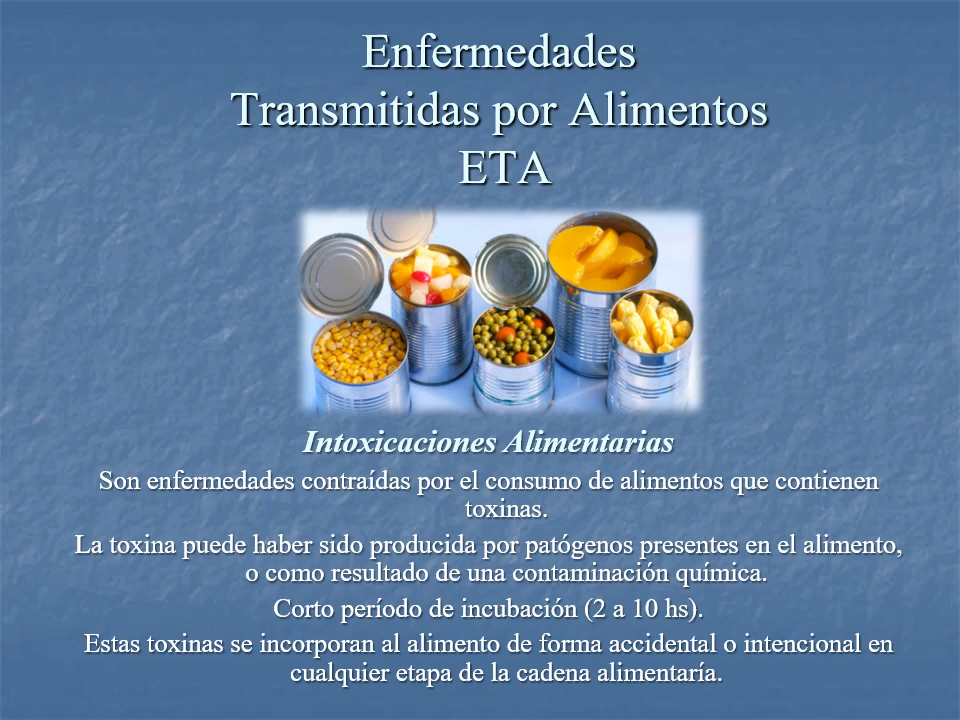 Enfermedades
Transmitidas por Alimentos
ETA
Intoxicaciones Alimentarias
Son enfermedades contraídas por el consumo de alimentos que contienen
toxinas.
La toxina puede haber sido producida por patógenos presentes en el alimento,
o como resultado de una contaminación química.
Corto período de incubación (2 a 10 hs).
Estas toxinas se incorporan al alimento de forma accidental o intencional en
cualquier etapa de la cadena alimentaría.